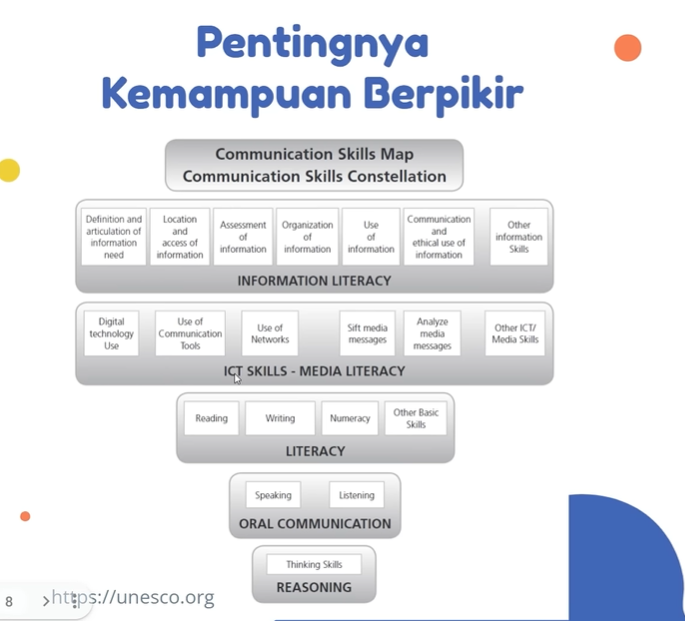 Pentingnya
Kemampuan Berpikir
Communication Skills Map
Communication Skills Constellation
Definition and
articulation of
information
need
Location
and
access of
information
Assessment
of
information
Organization
of
information
Use
of
information
Communication
and
ethical use of
information
Other
information
Skills
INFORMATION LITERACY
Digital
technology
Use
Use of
Communication
Tools
Use of
Networks
Sift media
messages
Analyze
media
messages
Other ICT/
Media Skills
ICT SKILLS - MEDIA LITERACY
Reading
Writing
Numeracy
Other Basic
Skills
LITERACY
Speaking
Listening
ORAL COMMUNICATION
Thinking Skills
REASONING
8
https://unesco.org